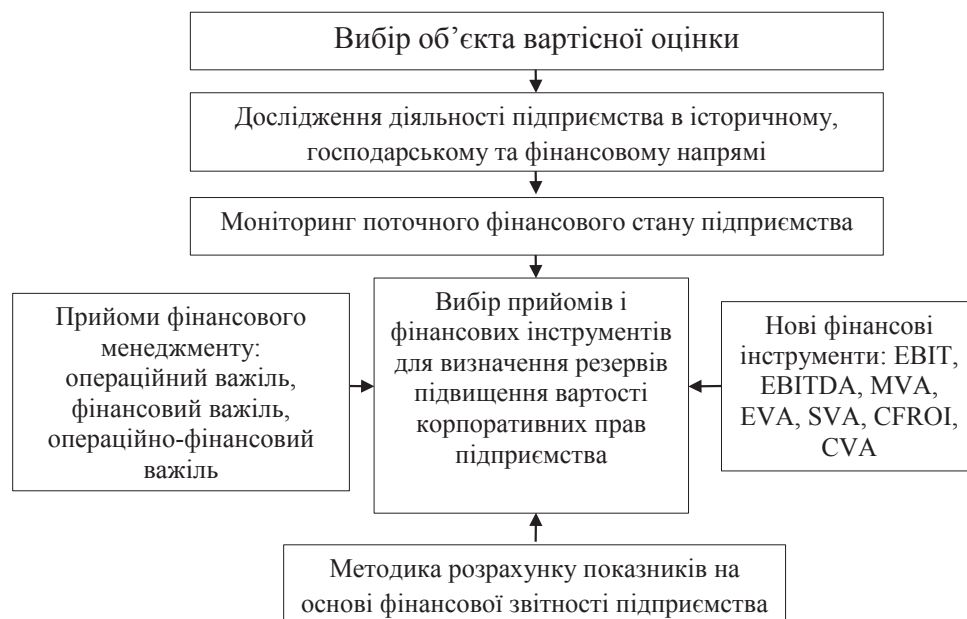 Вибір об’єкта вартісної оцінки
Дослідження діяльності підприємства в історичному,
господарському та фінансовому напрямі
Моніторинг поточного фінансового стану підприємства
Прийоми фінансового
менеджменту:
операційний важіль,
фінансовий важіль,
операційно-фінансовий
важіль
Вибір прийомів і
фінансових інструментів
для визначення резервів
підвищення вартості
корпоративних прав
підприємства
Нові фінансові
інструменти: EBIT,
EBITDA, MVA,
EVA, SVA, CFROI,
CVA
Методика розрахунку показників на
основі фінансової звітності підприємства